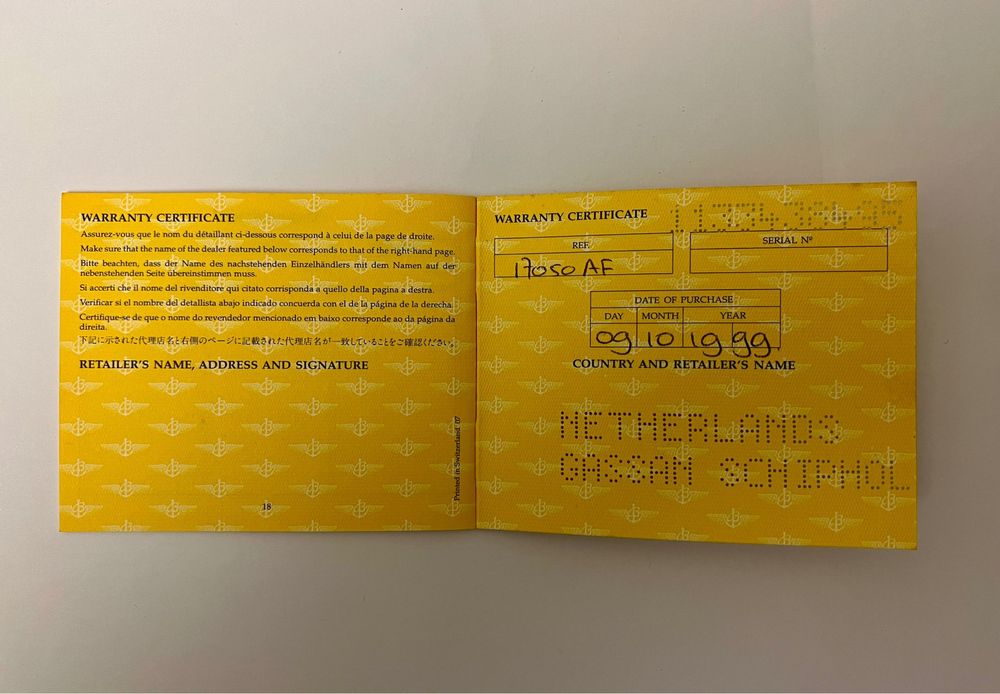 WARRANTY CERTIFICATE
Assurez-vous que le nom du détaillant ci-dessous correspond à celui de la page de droite.
Make sure that the name of the dealer featured below corresponds to that of the right-hand page.
Bitte beachten, dass der Name des nachstehenden Einzelhändlers mit dem Namen auf der
nebenstehenden Seite übereinstimmen muss.
Si accerti che il nome del rivenditore qui citato corrisponda a quello della pagina a destra.
Verificar si el nombre del detallista abajo indicado concuerda con el de la página de la derecha.
Certifique-se de que o nome do revendedor mencionado em baixo corresponde ao da página da
direita.
下記に示された代理店名と右側のページに記載された代理店名が一致していることをご確認ください。
RETAILER'S NAME, ADDRESS AND SIGNATURE
Printed in Switzerland 07
18
WARRANTY CERTIFICATE
REF.
SERIAL Nº
17050 AF
DATE OF PURCHASE
DAY MONTH YEAR
09 10 19 99
COUNTRY AND RETAILER'S NAME
NETHERLANDS
GASSAN SCHIPHOL